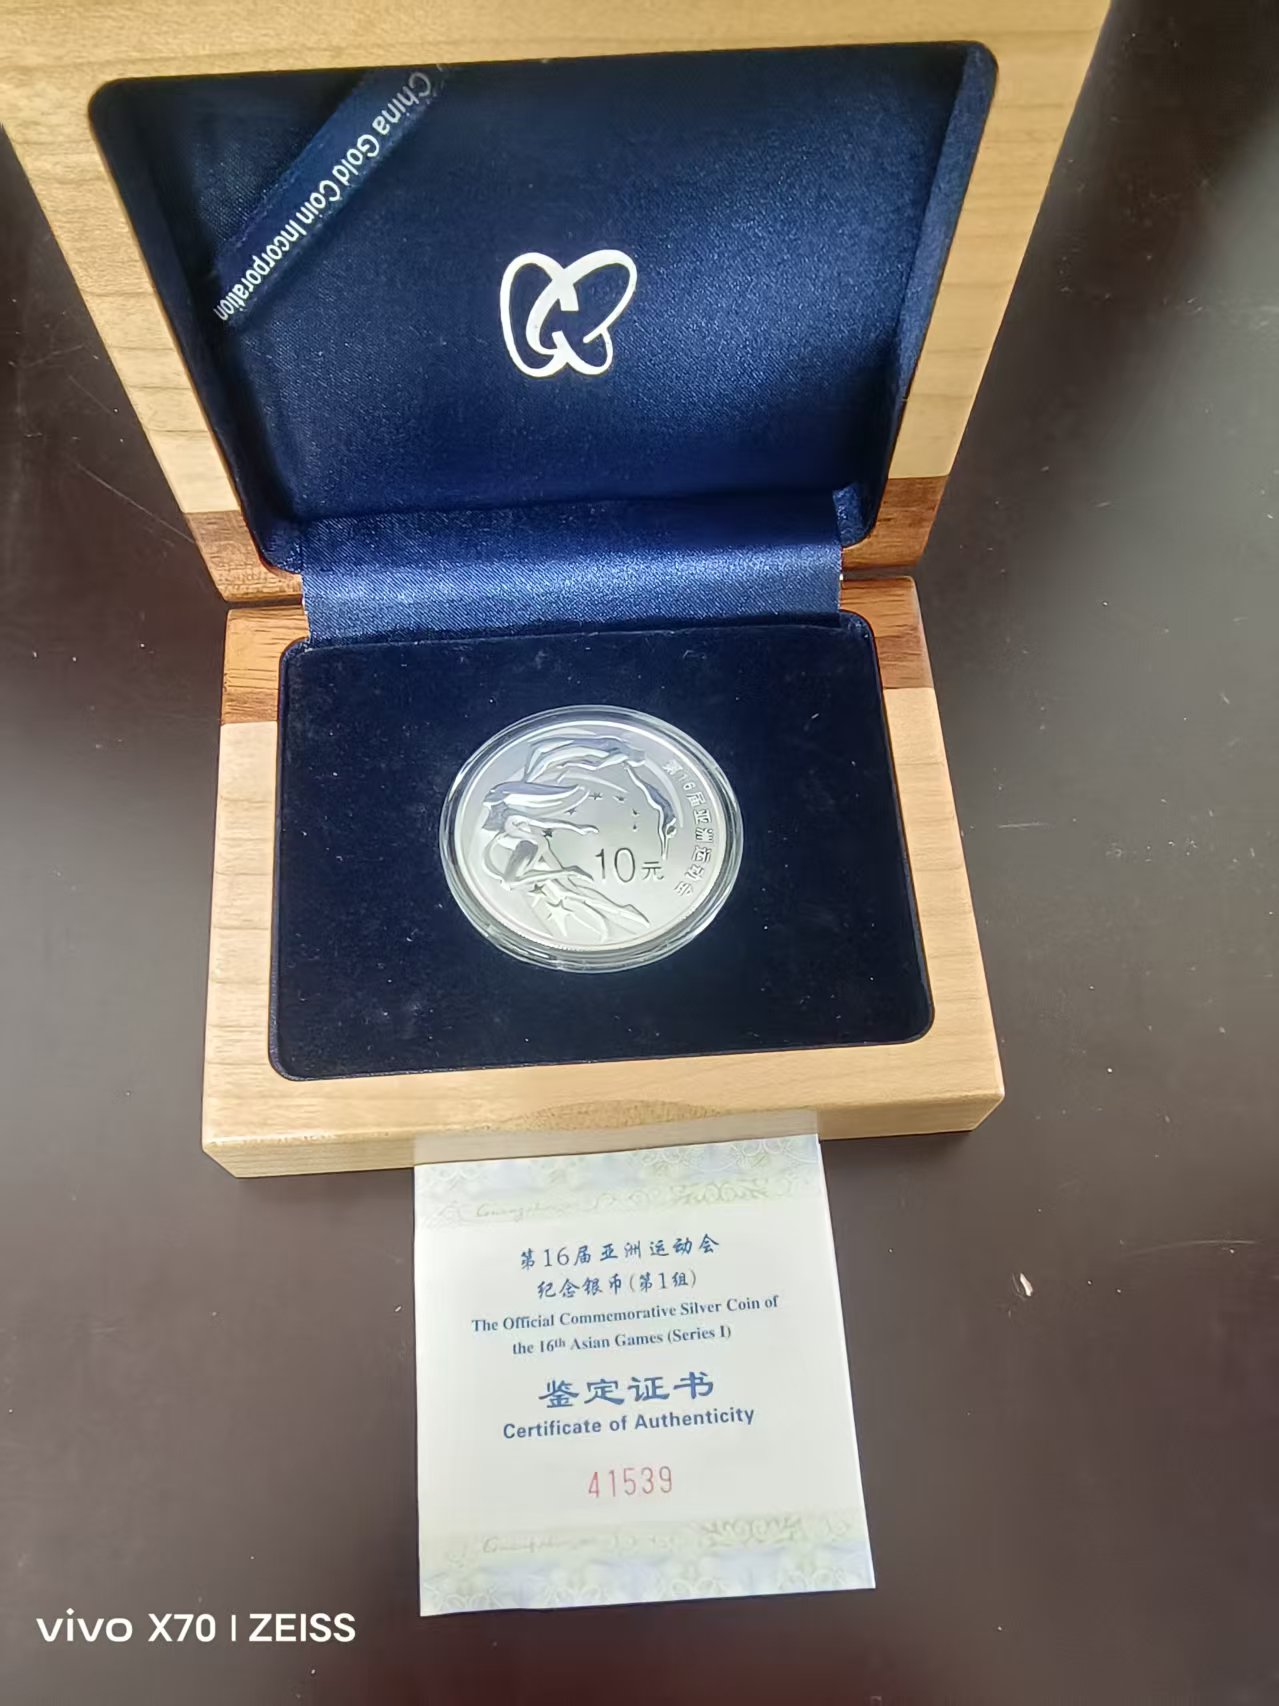 China Gold Coin Incorporation
第16届亚洲运动会
10元
第16届亚洲运动会
纪念银币(第1组)
The Official Commemorative Silver Coin of
the 16th Asian Games (Series I)
鉴定证书
Certificate of Authenticity
41539
vivo X70 | ZEISS